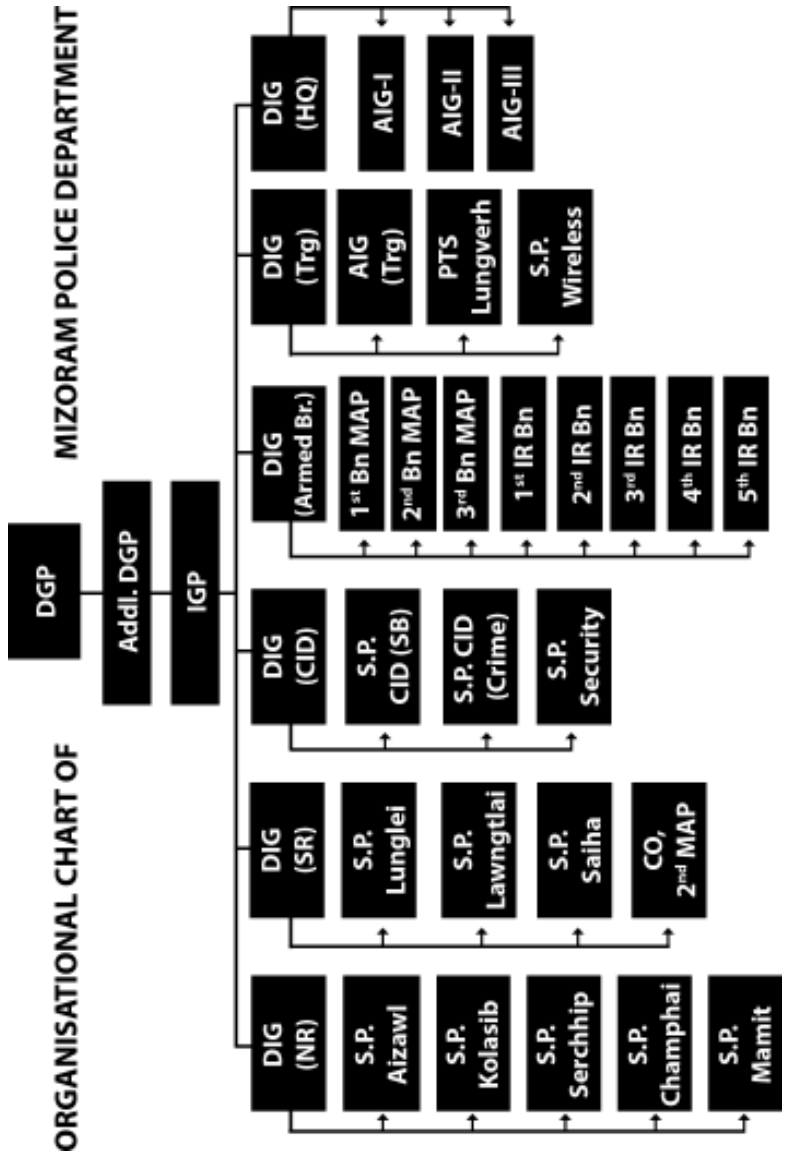 ORGANISATIONAL CHART OF MIZORAM POLICE DEPARTMENT
DGP
Addl. DGP
IGP
DIG
(NR)
S.P.
Aizawl
S.P.
Kolasib
S.P.
Serchhip
S.P.
Champhai
S.P.
Mamit
DIG
(SR)
S.P.
Lunglei
S.P.
Lawngtlai
S.P.
Saiha
CO,
2nd MAP
DIG
(CID)
S.P.
CID (SB)
S.P. CID
(Crime)
S.P.
Security
DIG
(Armed Br.)
1st Bn MAP
2nd Bn MAP
3rd Bn MAP
1st IR Bn
2nd IR Bn
3rd IR Bn
4th IR Bn
5th IR Bn
DIG
(Trg)
AIG
(Trg)
PTS
Lungverh
S.P.
Wireless
DIG
(HQ)
AIG-I
AIG-II
AIG-III